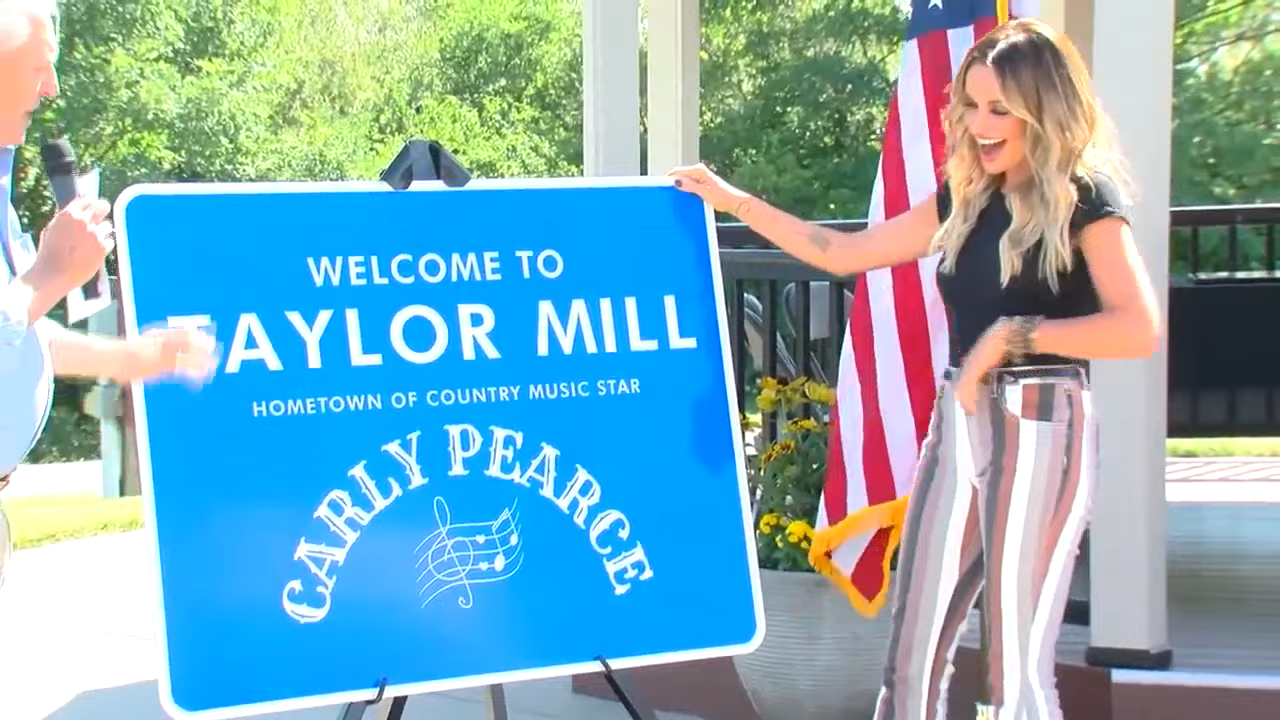 WELCOME TO
TAYLOR MILL
HOMETOWN OF COUNTRY MUSIC STAR
CARLY PEARCE